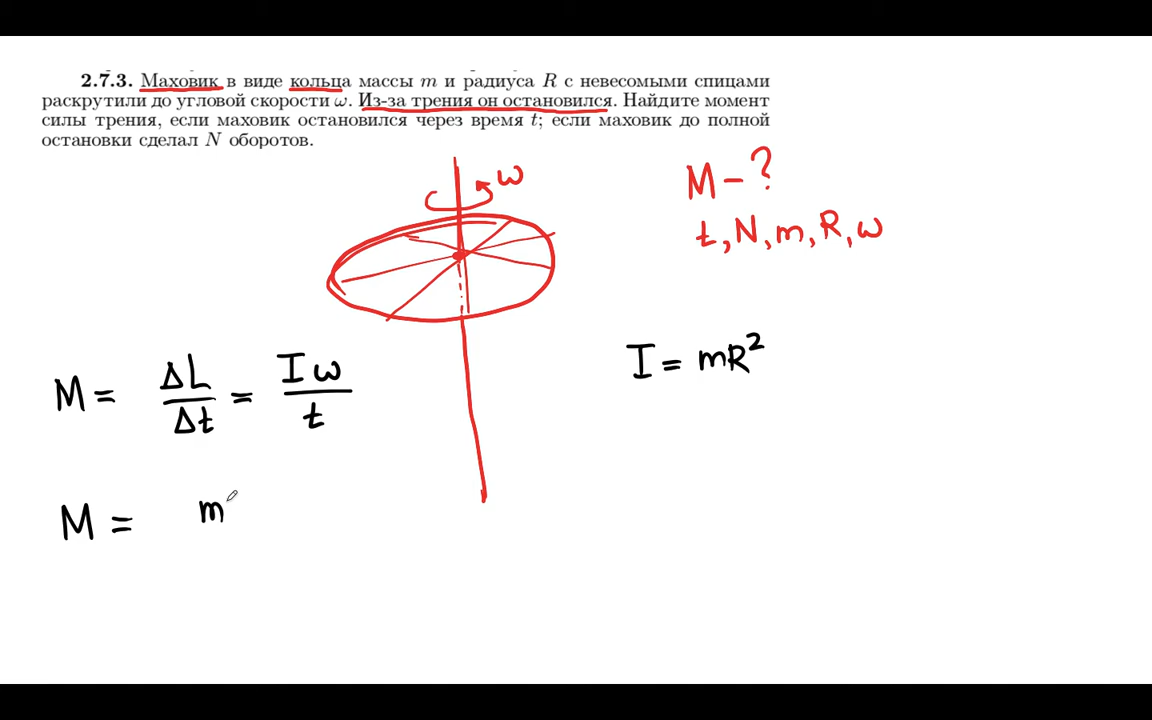 2.7.3. Маховик в виде кольца массы m и радиуса R с невесомыми спицами
раскрутили до угловой скорости ω. Из-за трения он остановился. Найдите момент
силы трения, если маховик остановился через время t; если маховик до полной
остановки сделал N оборотов.
ω
M - ?
t, N, m, R, ω
I = mR²
M = ΔL/Δt = Iω/t
M = m